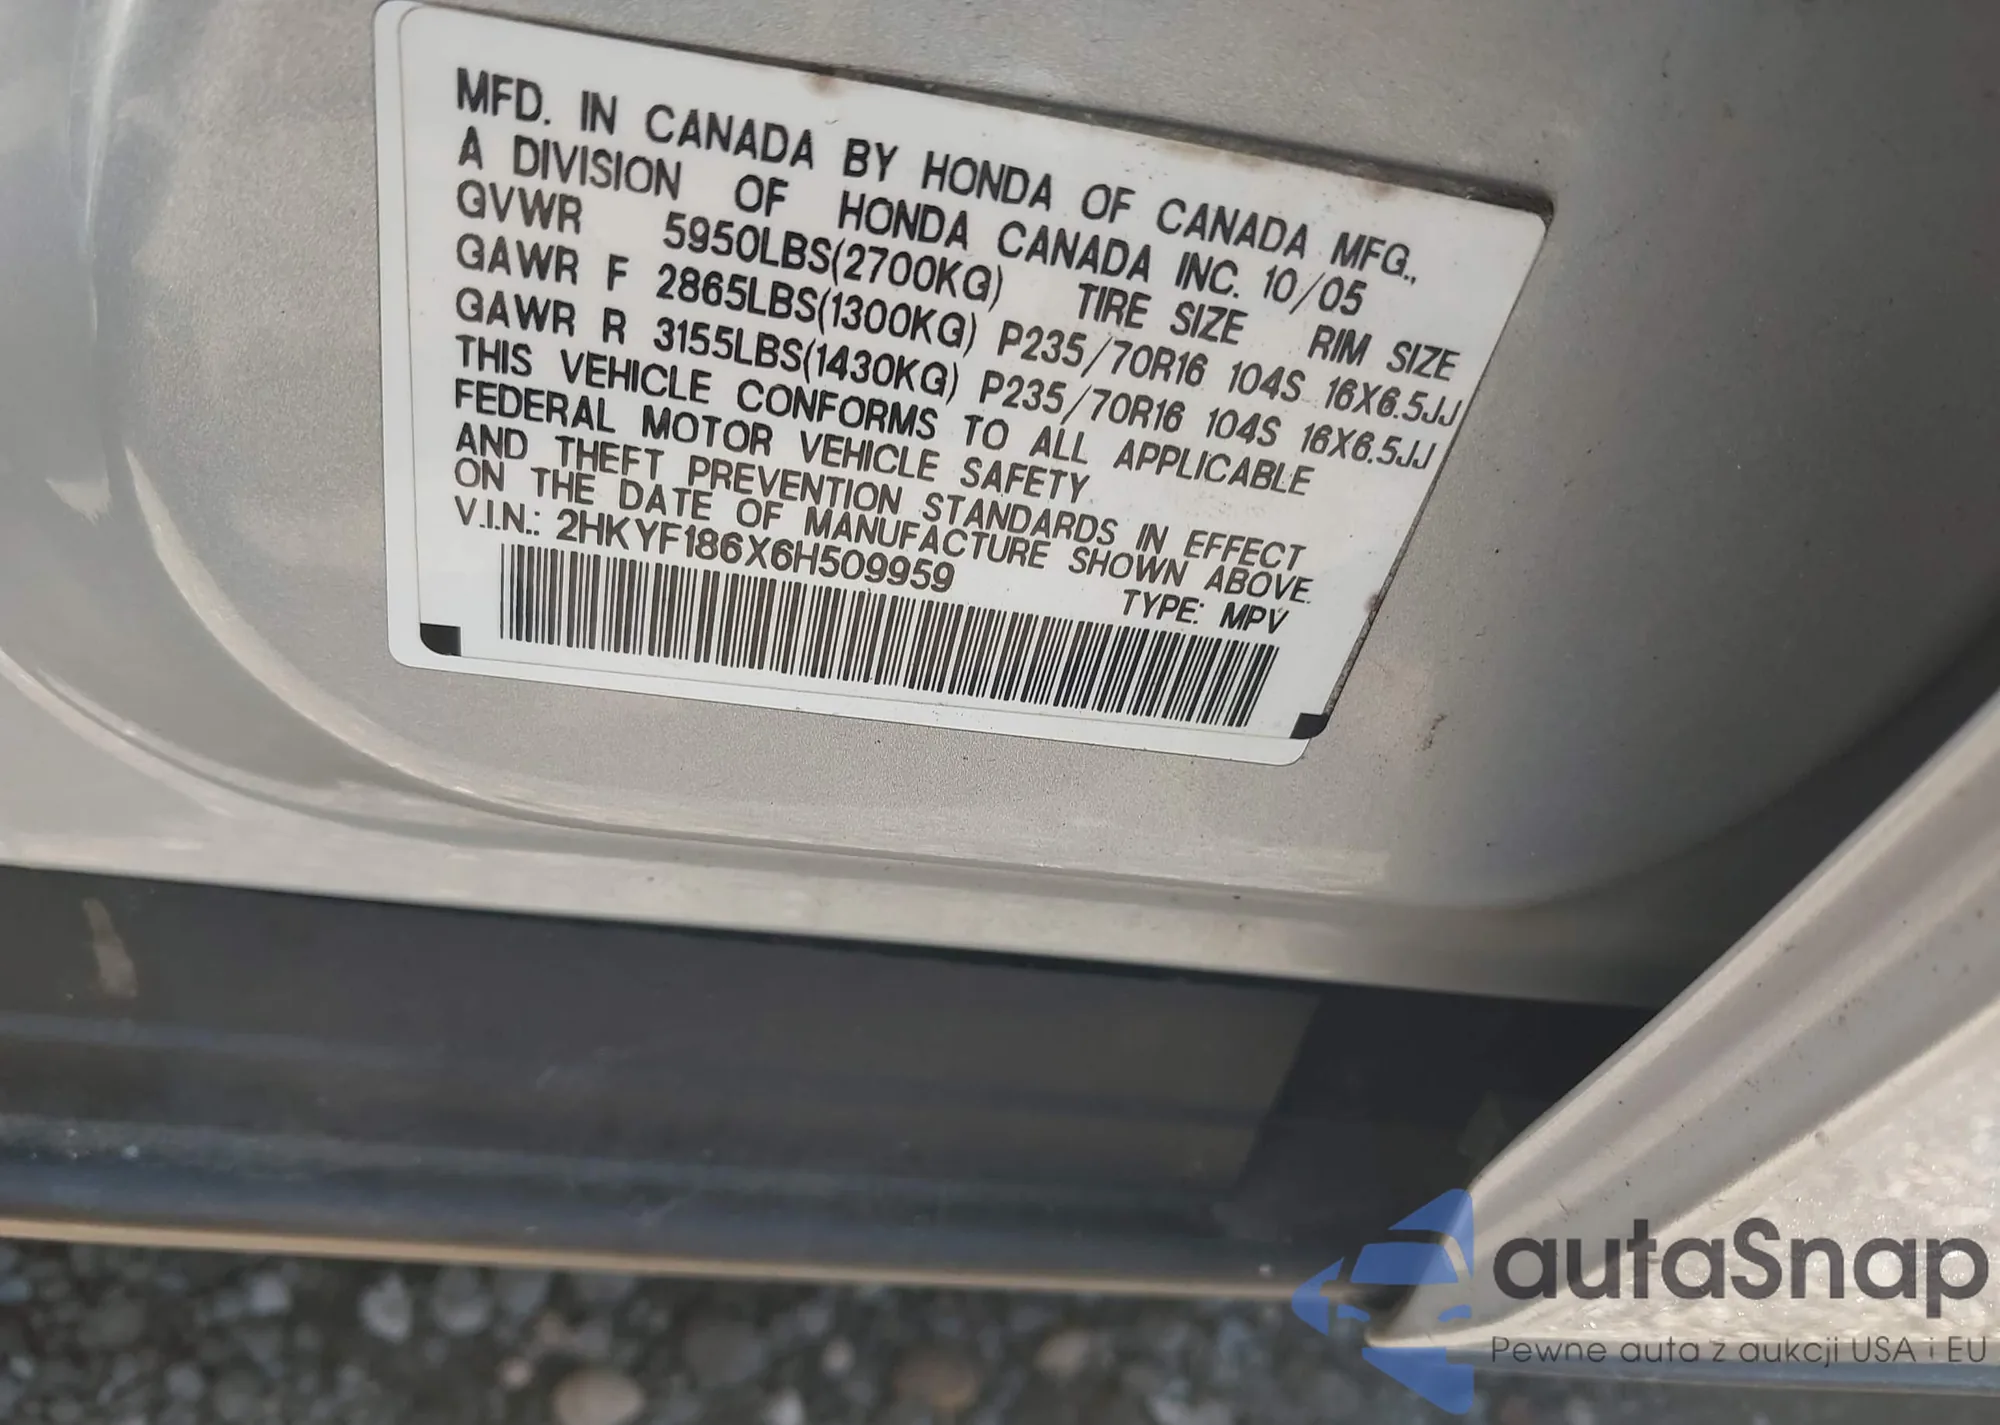 MFD. IN CANADA BY HONDA OF CANADA MFG.,
A DIVISION OF HONDA CANADA INC. 10/05
GVWR 5950LBS(2700KG) TIRE SIZE RIM SIZE
GAWR F 2865LBS(1300KG) P235/70R16 104S 16X6.5JJ
GAWR R 3155LBS(1430KG) P235/70R16 104S 16X6.5JJ
THIS VEHICLE CONFORMS TO ALL APPLICABLE
FEDERAL MOTOR VEHICLE SAFETY
AND THEFT PREVENTION STANDARDS IN EFFECT
ON THE DATE OF MANUFACTURE SHOWN ABOVE.
V.I.N.: 2HKYF186X6H509959 TYPE: MPV
autaSnap
Pewne auta z aukcji USA i EU